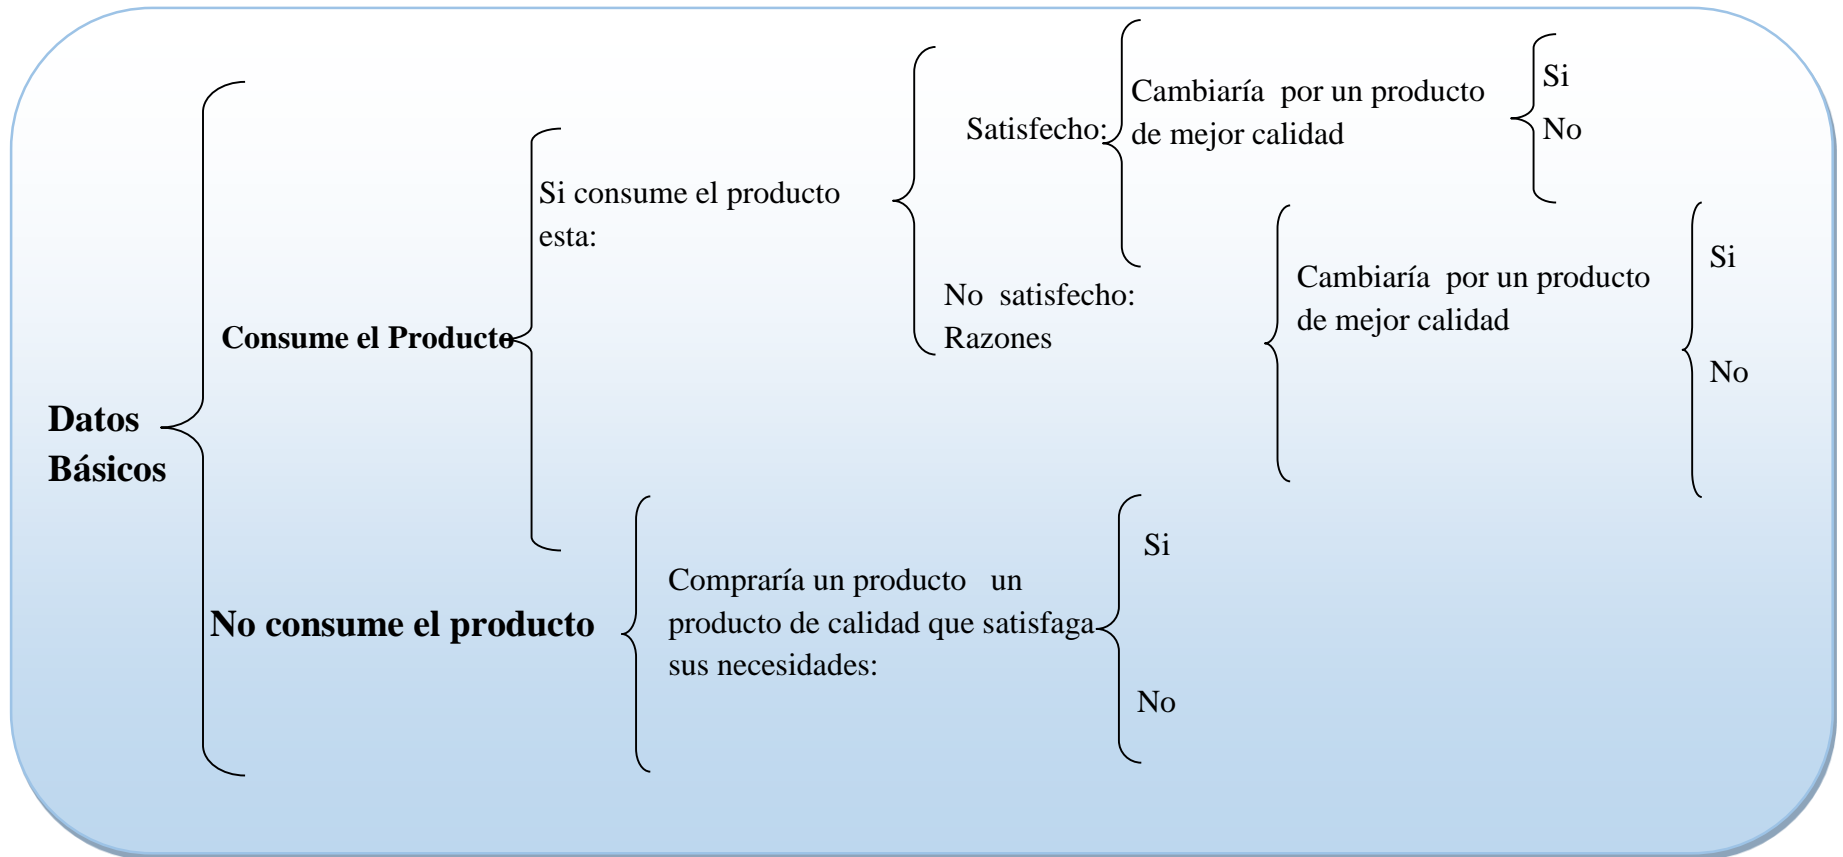 Datos
Básicos
Consume el Producto
Si consume el producto
esta:
Satisfecho:
Cambiaría  por un producto
de mejor calidad
Si
No
No  satisfecho:
Razones
Cambiaría  por un producto
de mejor calidad
Si
No
No consume el producto
Compraría un producto   un
producto de calidad que satisfaga
sus necesidades:
Si
No